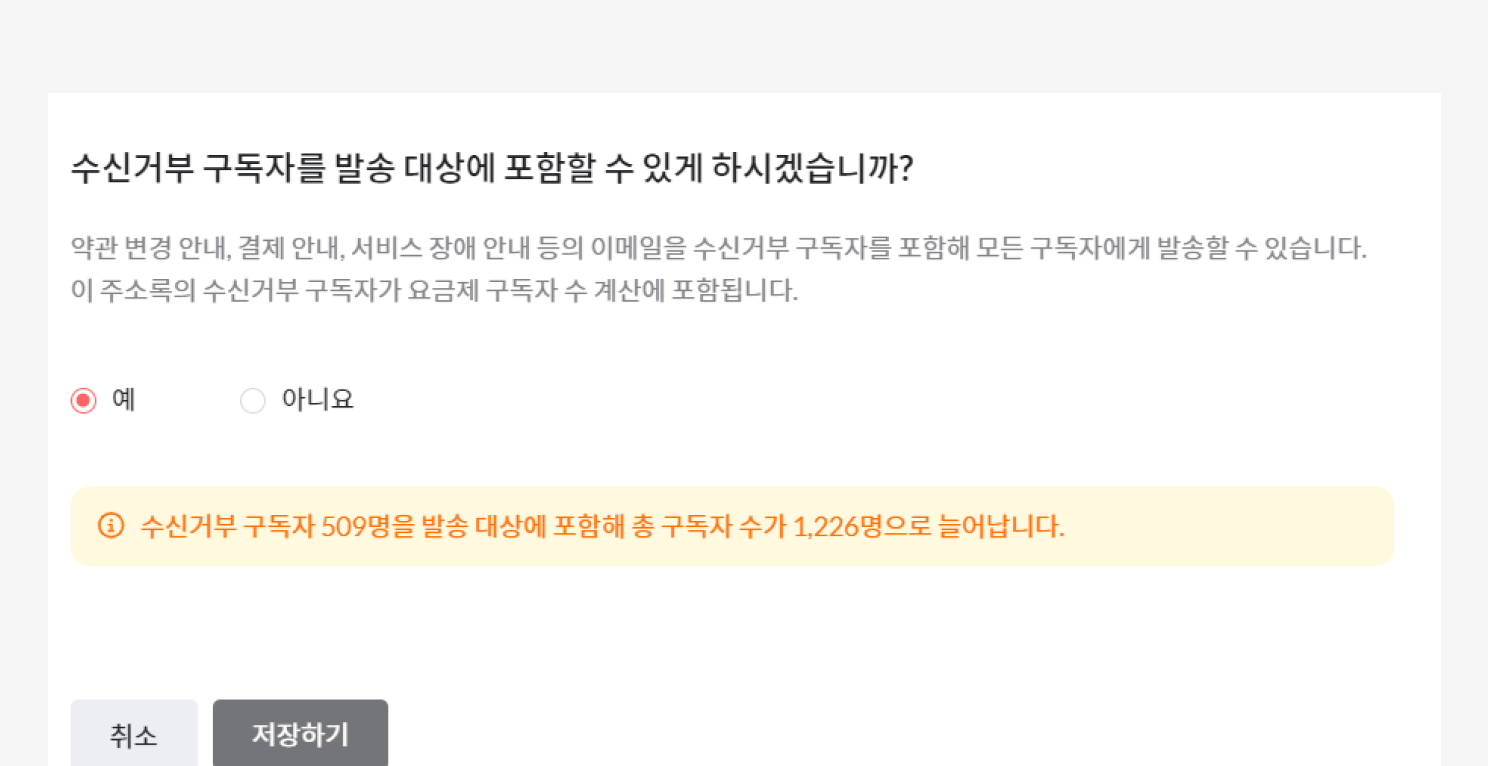 수신거부 구독자를 발송 대상에 포함할 수 있게 하시겠습니까?
약관 변경 안내, 결제 안내, 서비스 장애 안내 등의 이메일을 수신거부 구독자를 포함해 모든 구독자에게 발송할 수 있습니다.
이 주소록의 수신거부 구독자가 요금제 구독자 수 계산에 포함됩니다.
예 아니요
수신거부 구독자 509명을 발송 대상에 포함해 총 구독자 수가 1,226명으로 늘어납니다.
취소 저장하기